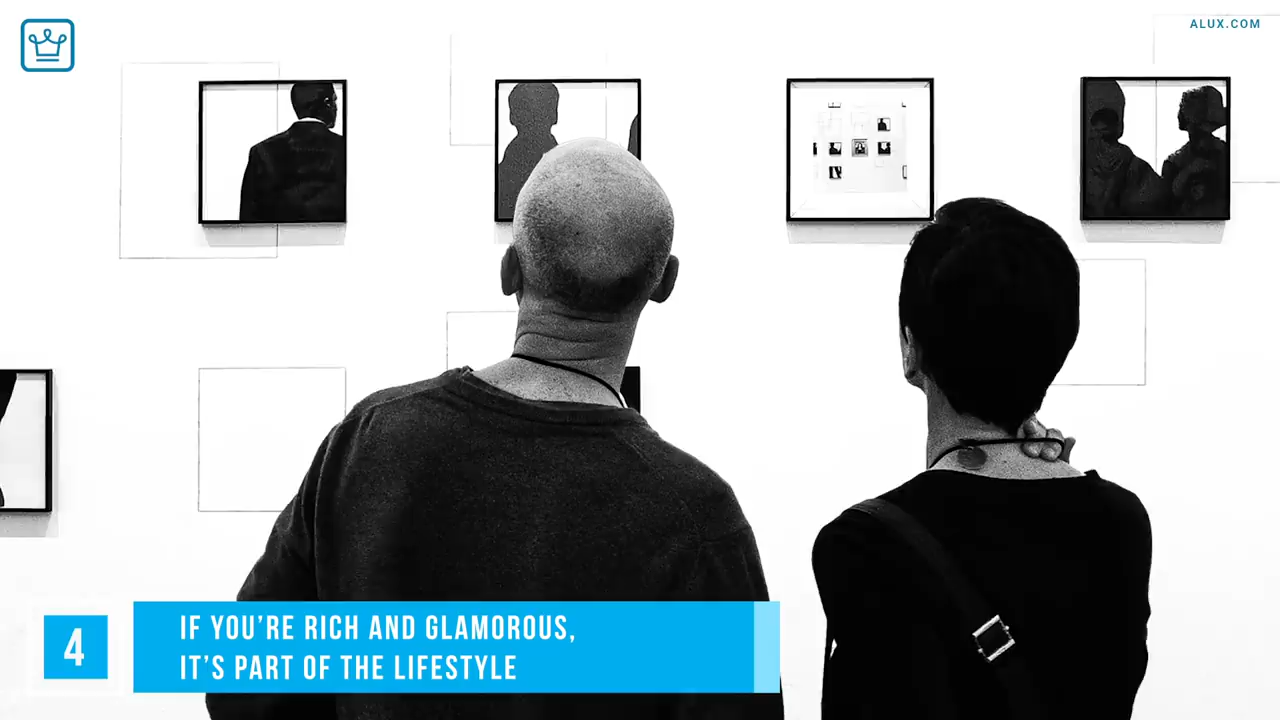 ALUX.COM
4
IF YOU’RE RICH AND GLAMOROUS,
IT’S PART OF THE LIFESTYLE